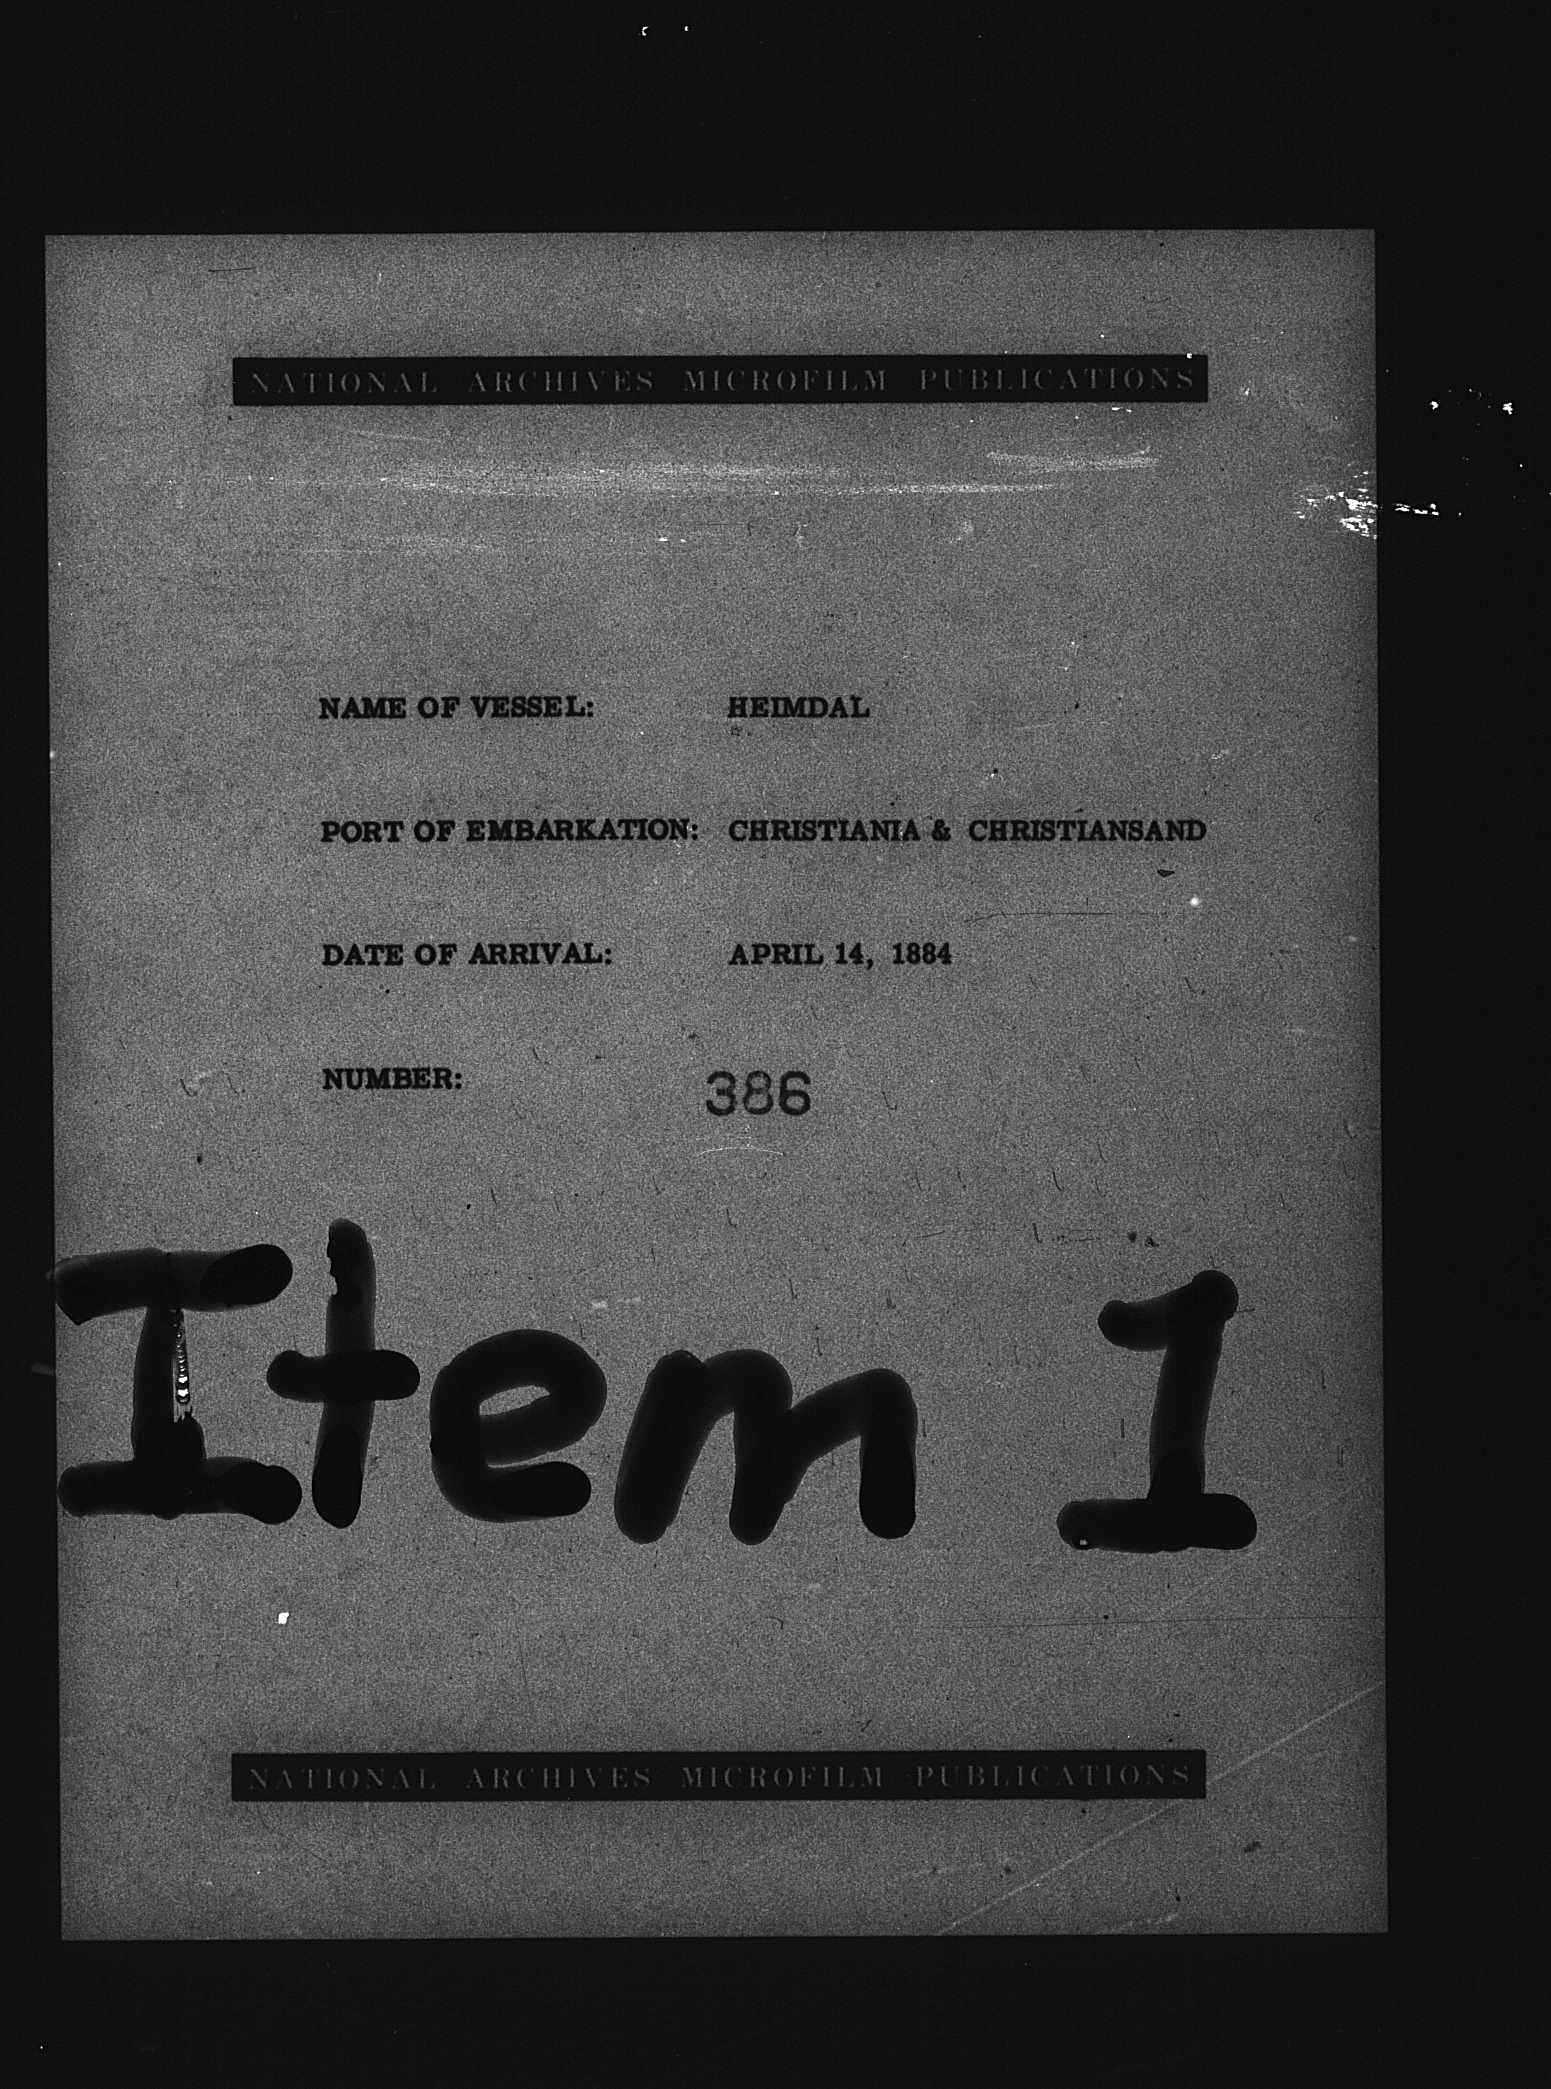 NATIONAL ARCHIVES MICROFILM PUBLICATIONS
NAME OF VESSEL: HEIMDAL
PORT OF EMBARKATION: CHRISTIANIA & CHRISTIANSAND
DATE OF ARRIVAL: APRIL 14, 1884
NUMBER: 386
Item 1
NATIONAL ARCHIVES MICROFILM PUBLICATIONS